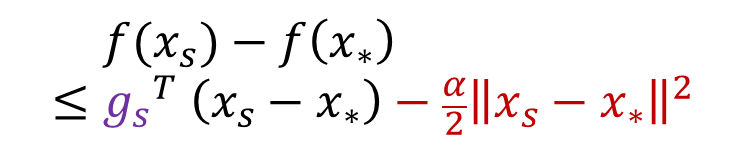 f(xₛ) − f(x∗)
≤ gₛᵀ (xₛ − x∗) − α/2 ‖xₛ − x∗‖²